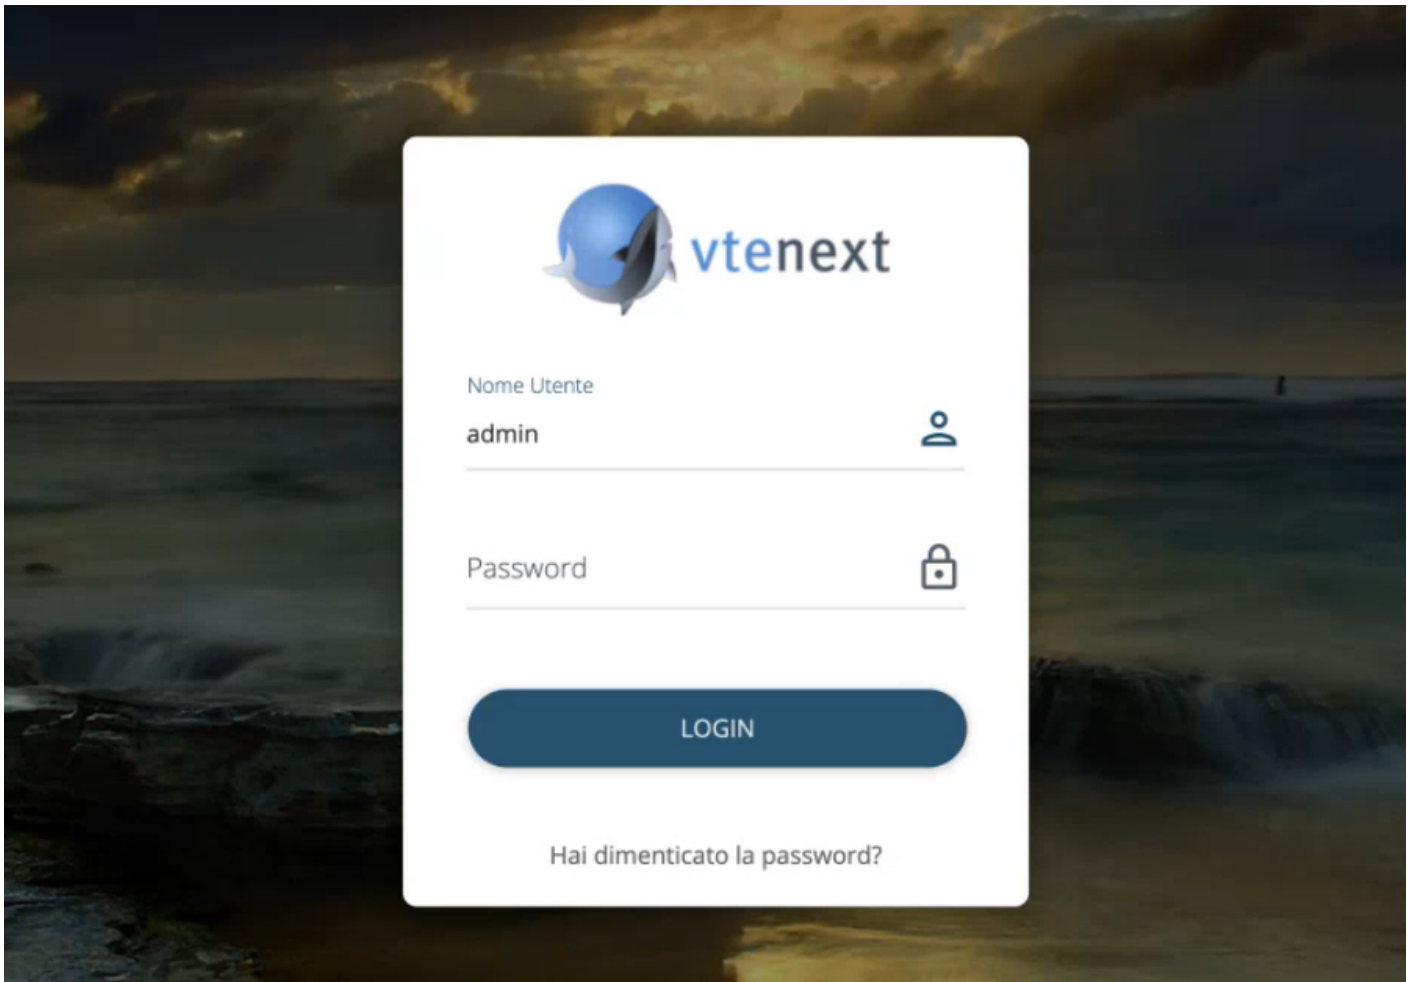 vtenext
Nome Utente
admin
Password
LOGIN
Hai dimenticato la password?